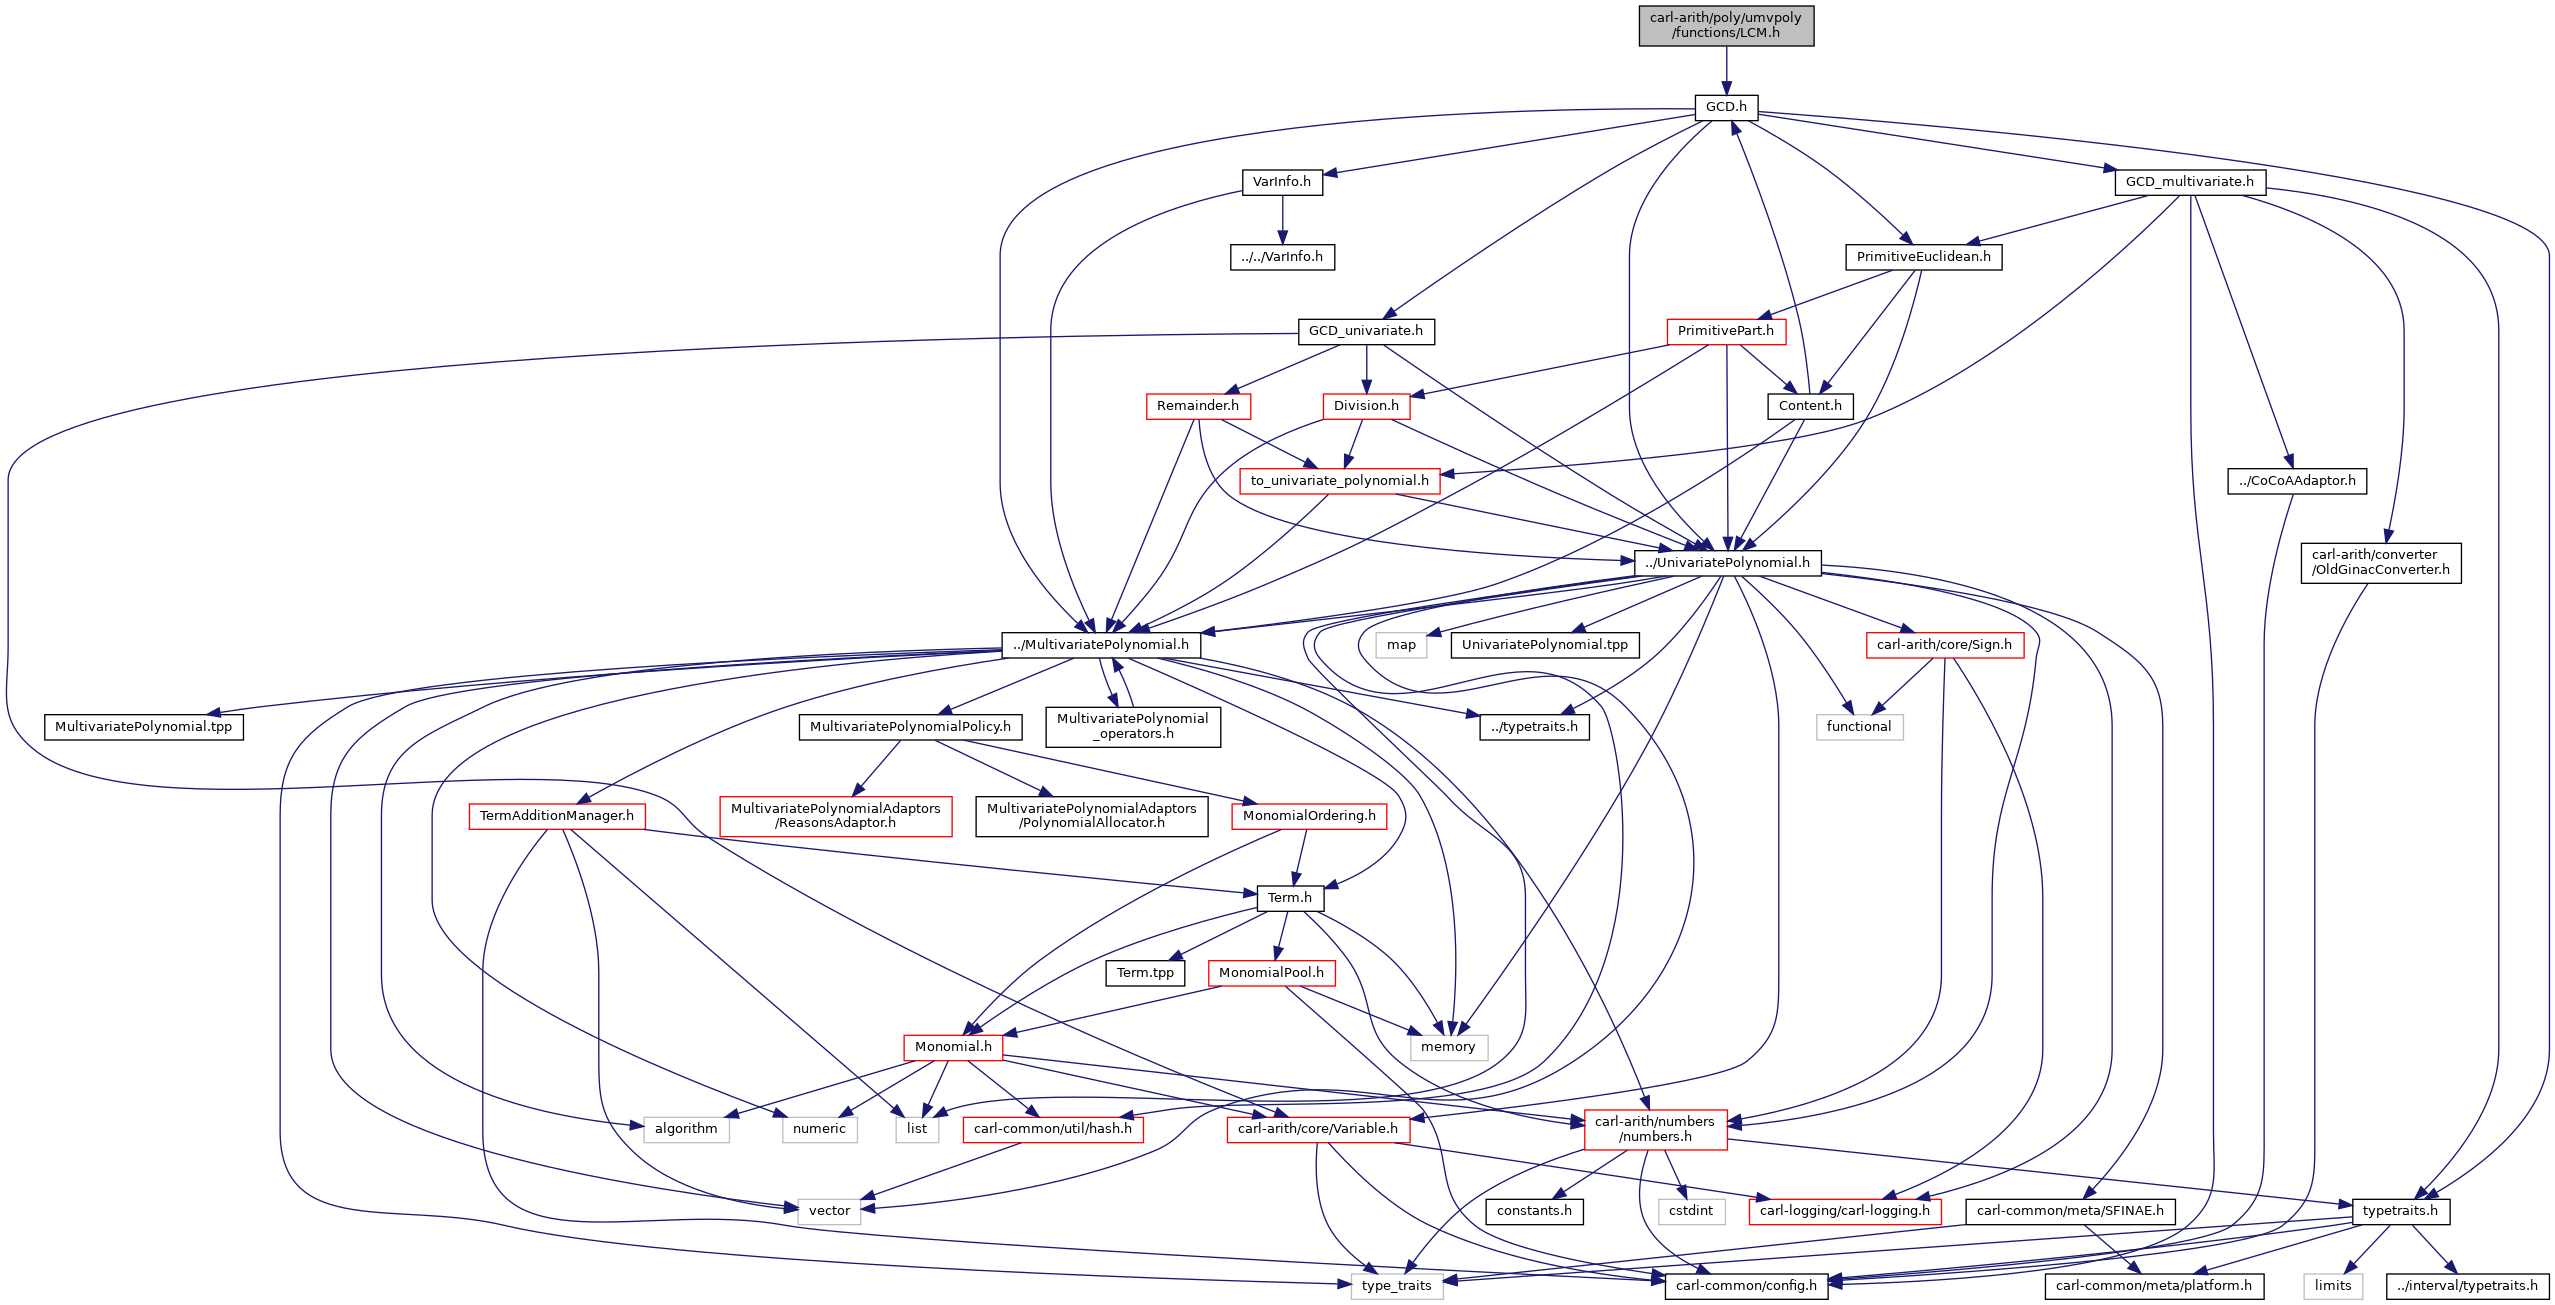 carl-arith/poly/umvpoly
/functions/LCM.h
GCD.h
VarInfo.h
GCD_multivariate.h
../../VarInfo.h
PrimitiveEuclidean.h
GCD_univariate.h
PrimitivePart.h
Remainder.h
Division.h
Content.h
to_univariate_polynomial.h
../CoCoAAdaptor.h
../UnivariatePolynomial.h
carl-arith/converter
/OldGinacConverter.h
../MultivariatePolynomial.h
map
UnivariatePolynomial.tpp
carl-arith/core/Sign.h
MultivariatePolynomial.tpp
MultivariatePolynomialPolicy.h
MultivariatePolynomial
_operators.h
../typetraits.h
functional
TermAdditionManager.h
MultivariatePolynomialAdaptors
/ReasonsAdaptor.h
MultivariatePolynomialAdaptors
/PolynomialAllocator.h
MonomialOrdering.h
Term.h
Term.tpp
MonomialPool.h
Monomial.h
memory
algorithm
numeric
list
carl-common/util/hash.h
carl-arith/core/Variable.h
carl-arith/numbers
/numbers.h
vector
constants.h
cstdint
carl-logging/carl-logging.h
carl-common/meta/SFINAE.h
typetraits.h
type_traits
carl-common/config.h
carl-common/meta/platform.h
limits
../interval/typetraits.h